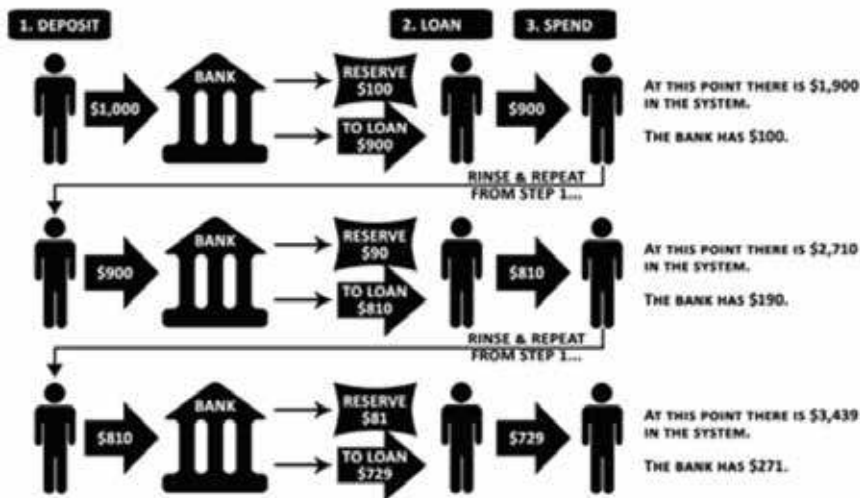 1. DEPOSIT
2. LOAN
3. SPEND
$1,000
BANK
RESERVE
$100
TO LOAN
$900
$900
AT THIS POINT THERE IS $1,900
IN THE SYSTEM.
THE BANK HAS $100.
RINSE & REPEAT
FROM STEP 1...
$900
BANK
RESERVE
$90
TO LOAN
$810
$810
AT THIS POINT THERE IS $2,710
IN THE SYSTEM.
THE BANK HAS $190.
RINSE & REPEAT
FROM STEP 1...
$810
BANK
RESERVE
$81
TO LOAN
$729
$729
AT THIS POINT THERE IS $3,439
IN THE SYSTEM.
THE BANK HAS $271.